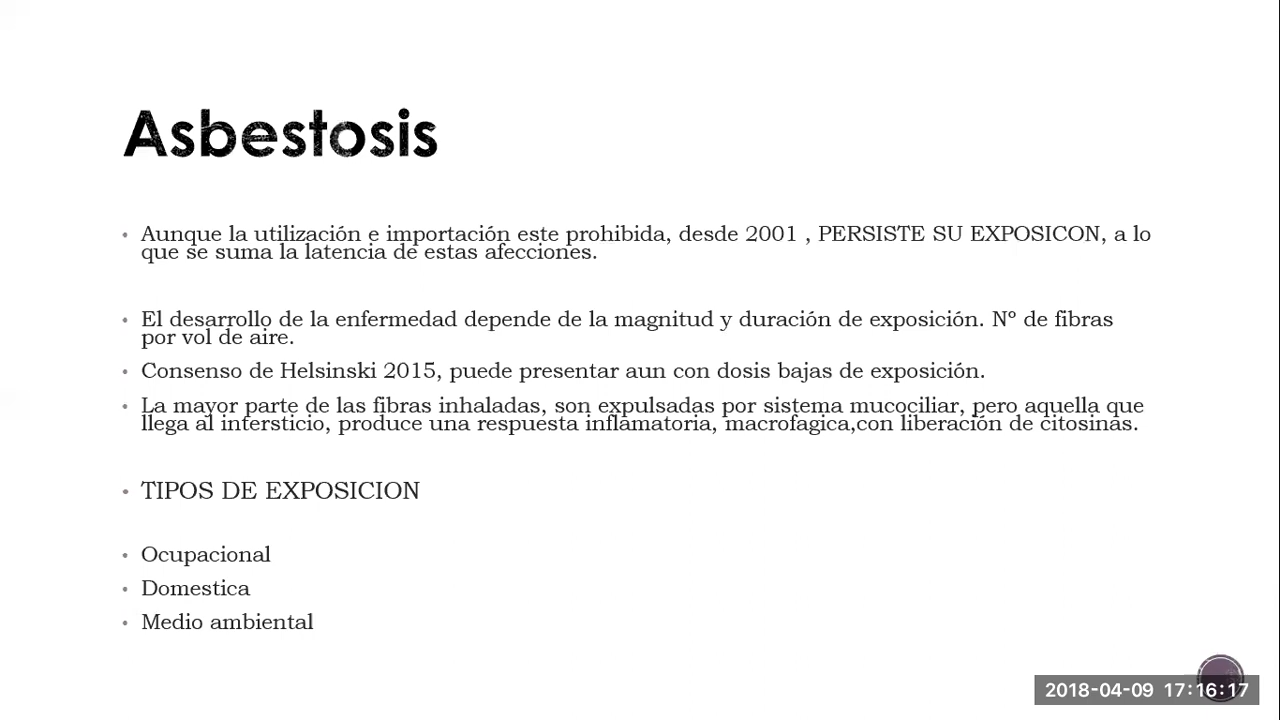 Asbestosis
• Aunque la utilización e importación este prohibida, desde 2001 , PERSISTE SU EXPOSICON, a lo
que se suma la latencia de estas afecciones.
• El desarrollo de la enfermedad depende de la magnitud y duración de exposición. Nº de fibras
por vol de aire.
• Consenso de Helsinski 2015, puede presentar aun con dosis bajas de exposición.
• La mayor parte de las fibras inhaladas, son expulsadas por sistema mucociliar, pero aquella que
llega al intersticio, produce una respuesta inflamatoria, macrofagica,con liberación de citosinas.
• TIPOS DE EXPOSICION
• Ocupacional
• Domestica
• Medio ambiental
2018-04-09 17:16:17